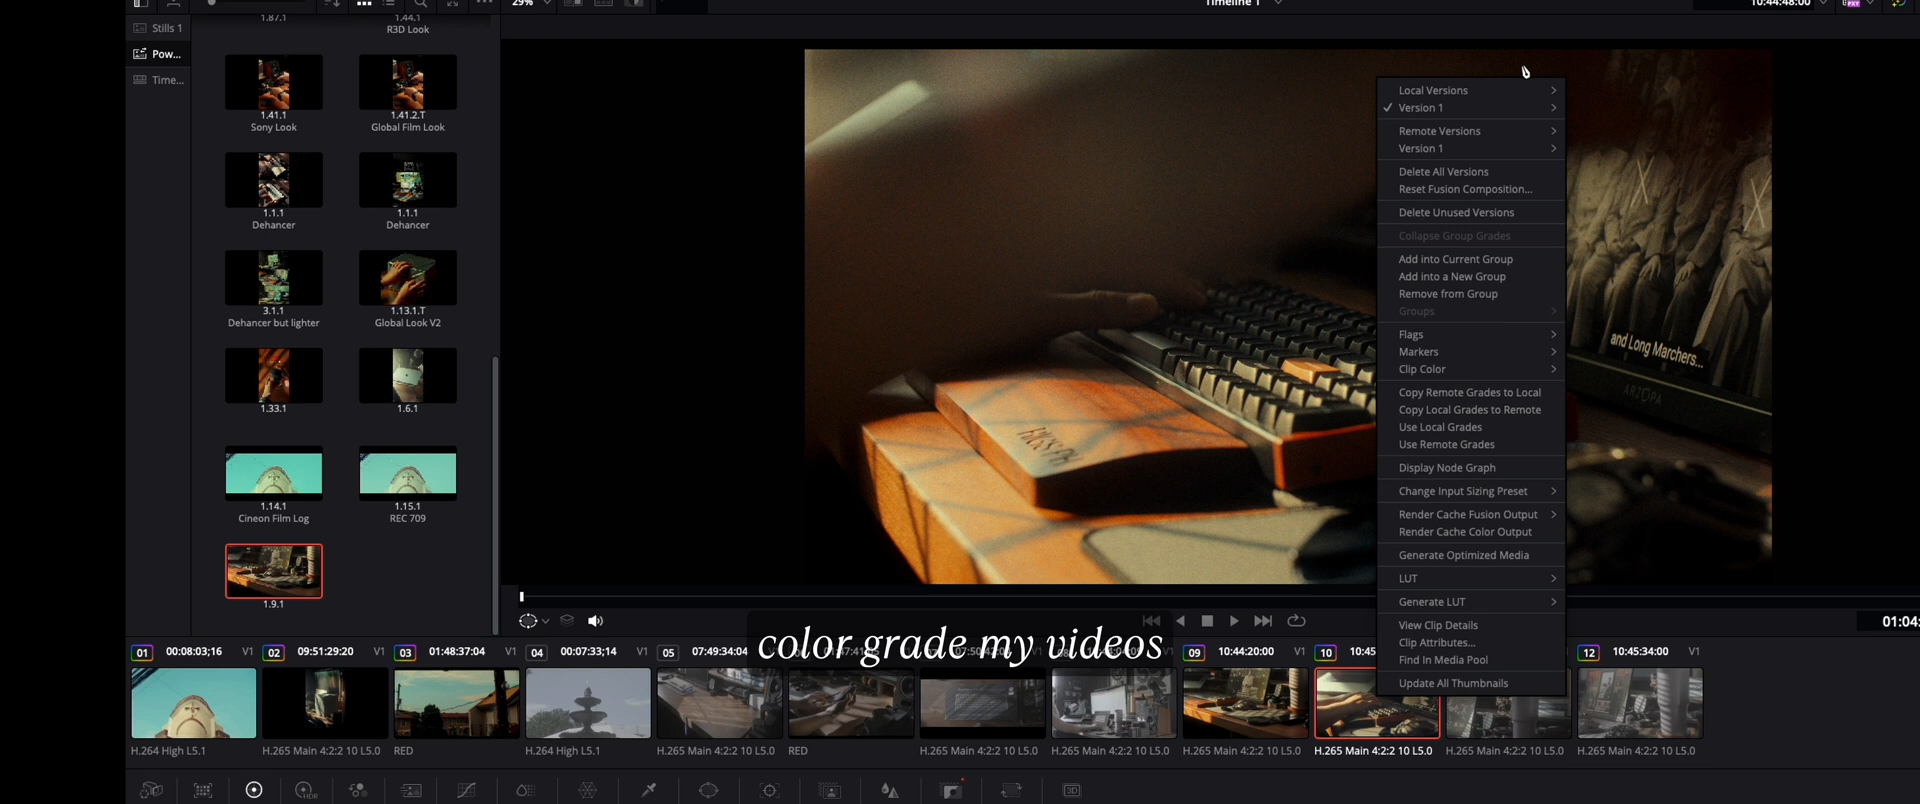 29%
Timeline 1
10:44:48:00
Stills 1
Pow...
Time...
1.87.1
1.44.1
R3D Look
1.41.1
Sony Look
1.41.2.T
Global Film Look
1.1.1
Dehancer
1.1.1
Dehancer
3.1.1
Dehancer but lighter
1.13.1.T
Global Look V2
1.33.1
1.6.1
1.14.1
Cineon Film Log
1.15.1
REC 709
1.9.1
Local Versions
Version 1
Remote Versions
Version 1
Delete All Versions
Reset Fusion Composition...
Delete Unused Versions
Collapse Group Grades
Add into Current Group
Add into a New Group
Remove from Group
Groups
Flags
Markers
Clip Color
Copy Remote Grades to Local
Copy Local Grades to Remote
Use Local Grades
Use Remote Grades
Display Node Graph
Change Input Sizing Preset
Render Cache Fusion Output
Render Cache Color Output
Generate Optimized Media
LUT
Generate LUT
View Clip Details
Clip Attributes...
Find In Media Pool
Update All Thumbnails
and Long Marchers...
ARZOPA
01:04:
color grade my videos
01 00:08:03;16 V1
02 09:51:29:20 V1
03 01:48:37:04 V1
04 00:07:33;14 V1
05 07:49:34:04
09 10:44:20:00 V1
10 10:45
12 10:45:34:00 V1
H.264 High L5.1
H.265 Main 4:2:2 10 L5.0
RED
H.264 High L5.1
H.265 Main 4:2:2 10 L5.0
RED
H.265 Main 4:2:2 10 L5.0
H.265 Main 4:2:2 10 L5.0
H.265 Main 4:2:2 10 L5.0
H.265 Main 4:2:2 10 L5.0
H.265 Main 4:2:2 10 L5.0
H.265 Main 4:2:2 10 L5.0
HDR
3D